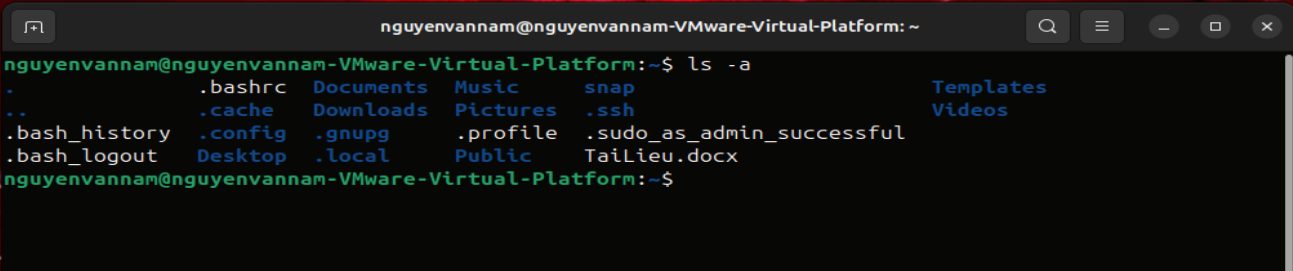 nguyenvannam@nguyenvannam-VMware-Virtual-Platform: ~
nguyenvannam@nguyenvannam-VMware-Virtual-Platform:~$ ls -a
. .bashrc Documents Music snap Templates
.. .cache Downloads Pictures .ssh Videos
.bash_history .config .gnupg .profile .sudo_as_admin_successful
.bash_logout Desktop .local Public TaiLieu.docx
nguyenvannam@nguyenvannam-VMware-Virtual-Platform:~$